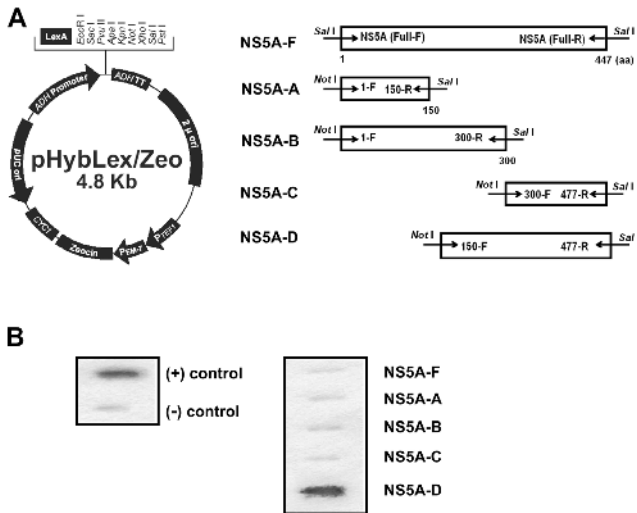 A
LexA
EcoR I
Sac I
Pvu II
Ape I
Kpn I
Not I
Xho I
Sal I
Pst I
ADH Promoter
ADH TT
2 µ ori
PTEF1
PEM-7
Zeocin
CYC1
pUC ori
pHybLex/Zeo
4.8 Kb
NS5A-F
Sal I
NS5A (Full-F)
NS5A (Full-R)
Sal I
1
447 (aa)
NS5A-A
Not I
1-F
150-R
Sal I
150
NS5A-B
Not I
1-F
300-R
Sal I
300
NS5A-C
Not I
300-F
477-R
Sal I
NS5A-D
Not I
150-F
477-R
Sal
B
(+) control
(-) control
NS5A-F
NS5A-A
NS5A-B
NS5A-C
NS5A-D